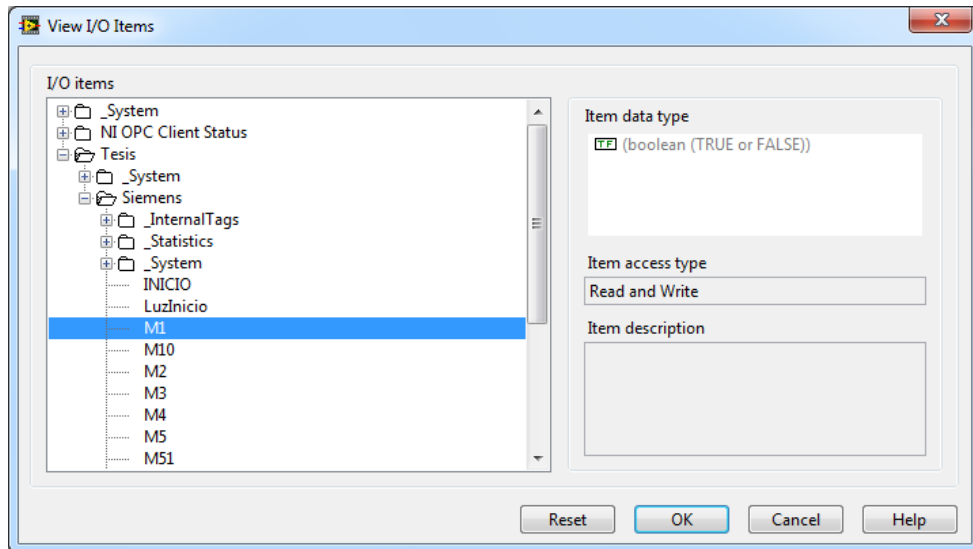 View I/O Items
I/O items
_System
NI OPC Client Status
Tesis
_System
Siemens
_InternalTags
_Statistics
_System
INICIO
LuzInicio
M1
M10
M2
M3
M4
M5
M51
Item data type
TF (boolean (TRUE or FALSE))
Item access type
Read and Write
Item description
Reset
OK
Cancel
Help